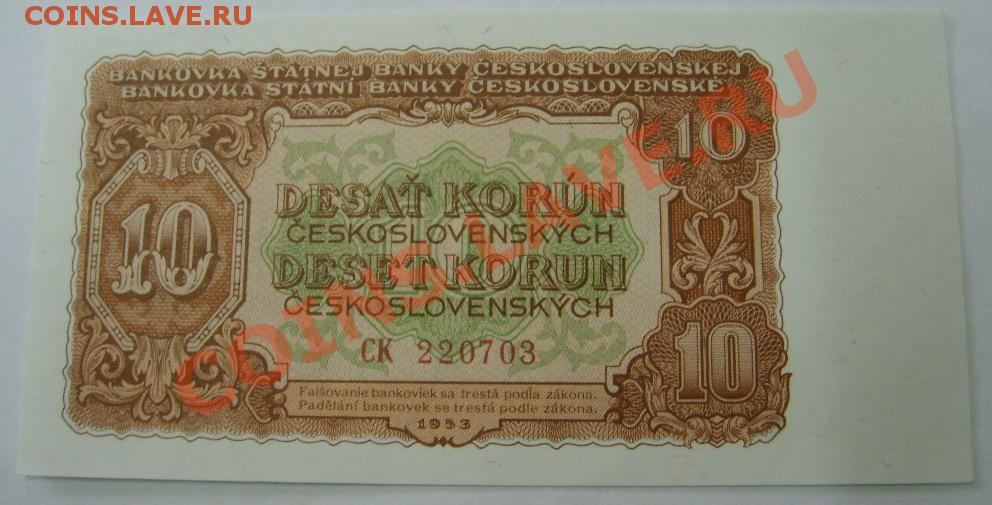 COINS.LAVE.RU
BANKOVKA ŠTÁTNEJ BANKY ČESKOSLOVENSKEJ
BANKOVKA STÁTNÍ BANKY ČESKOSLOVENSKÉ
10
10
DESAŤ KORÚN
ČESKOSLOVENSKÝCH
DESET KORUN
ČESKOSLOVENSKÝCH
CK 220703
10
Falšovanie bankoviek sa trestá podľa zákona.
Padělání bankovek se trestá podle zákona.
1953
COINS.LAVE.RU